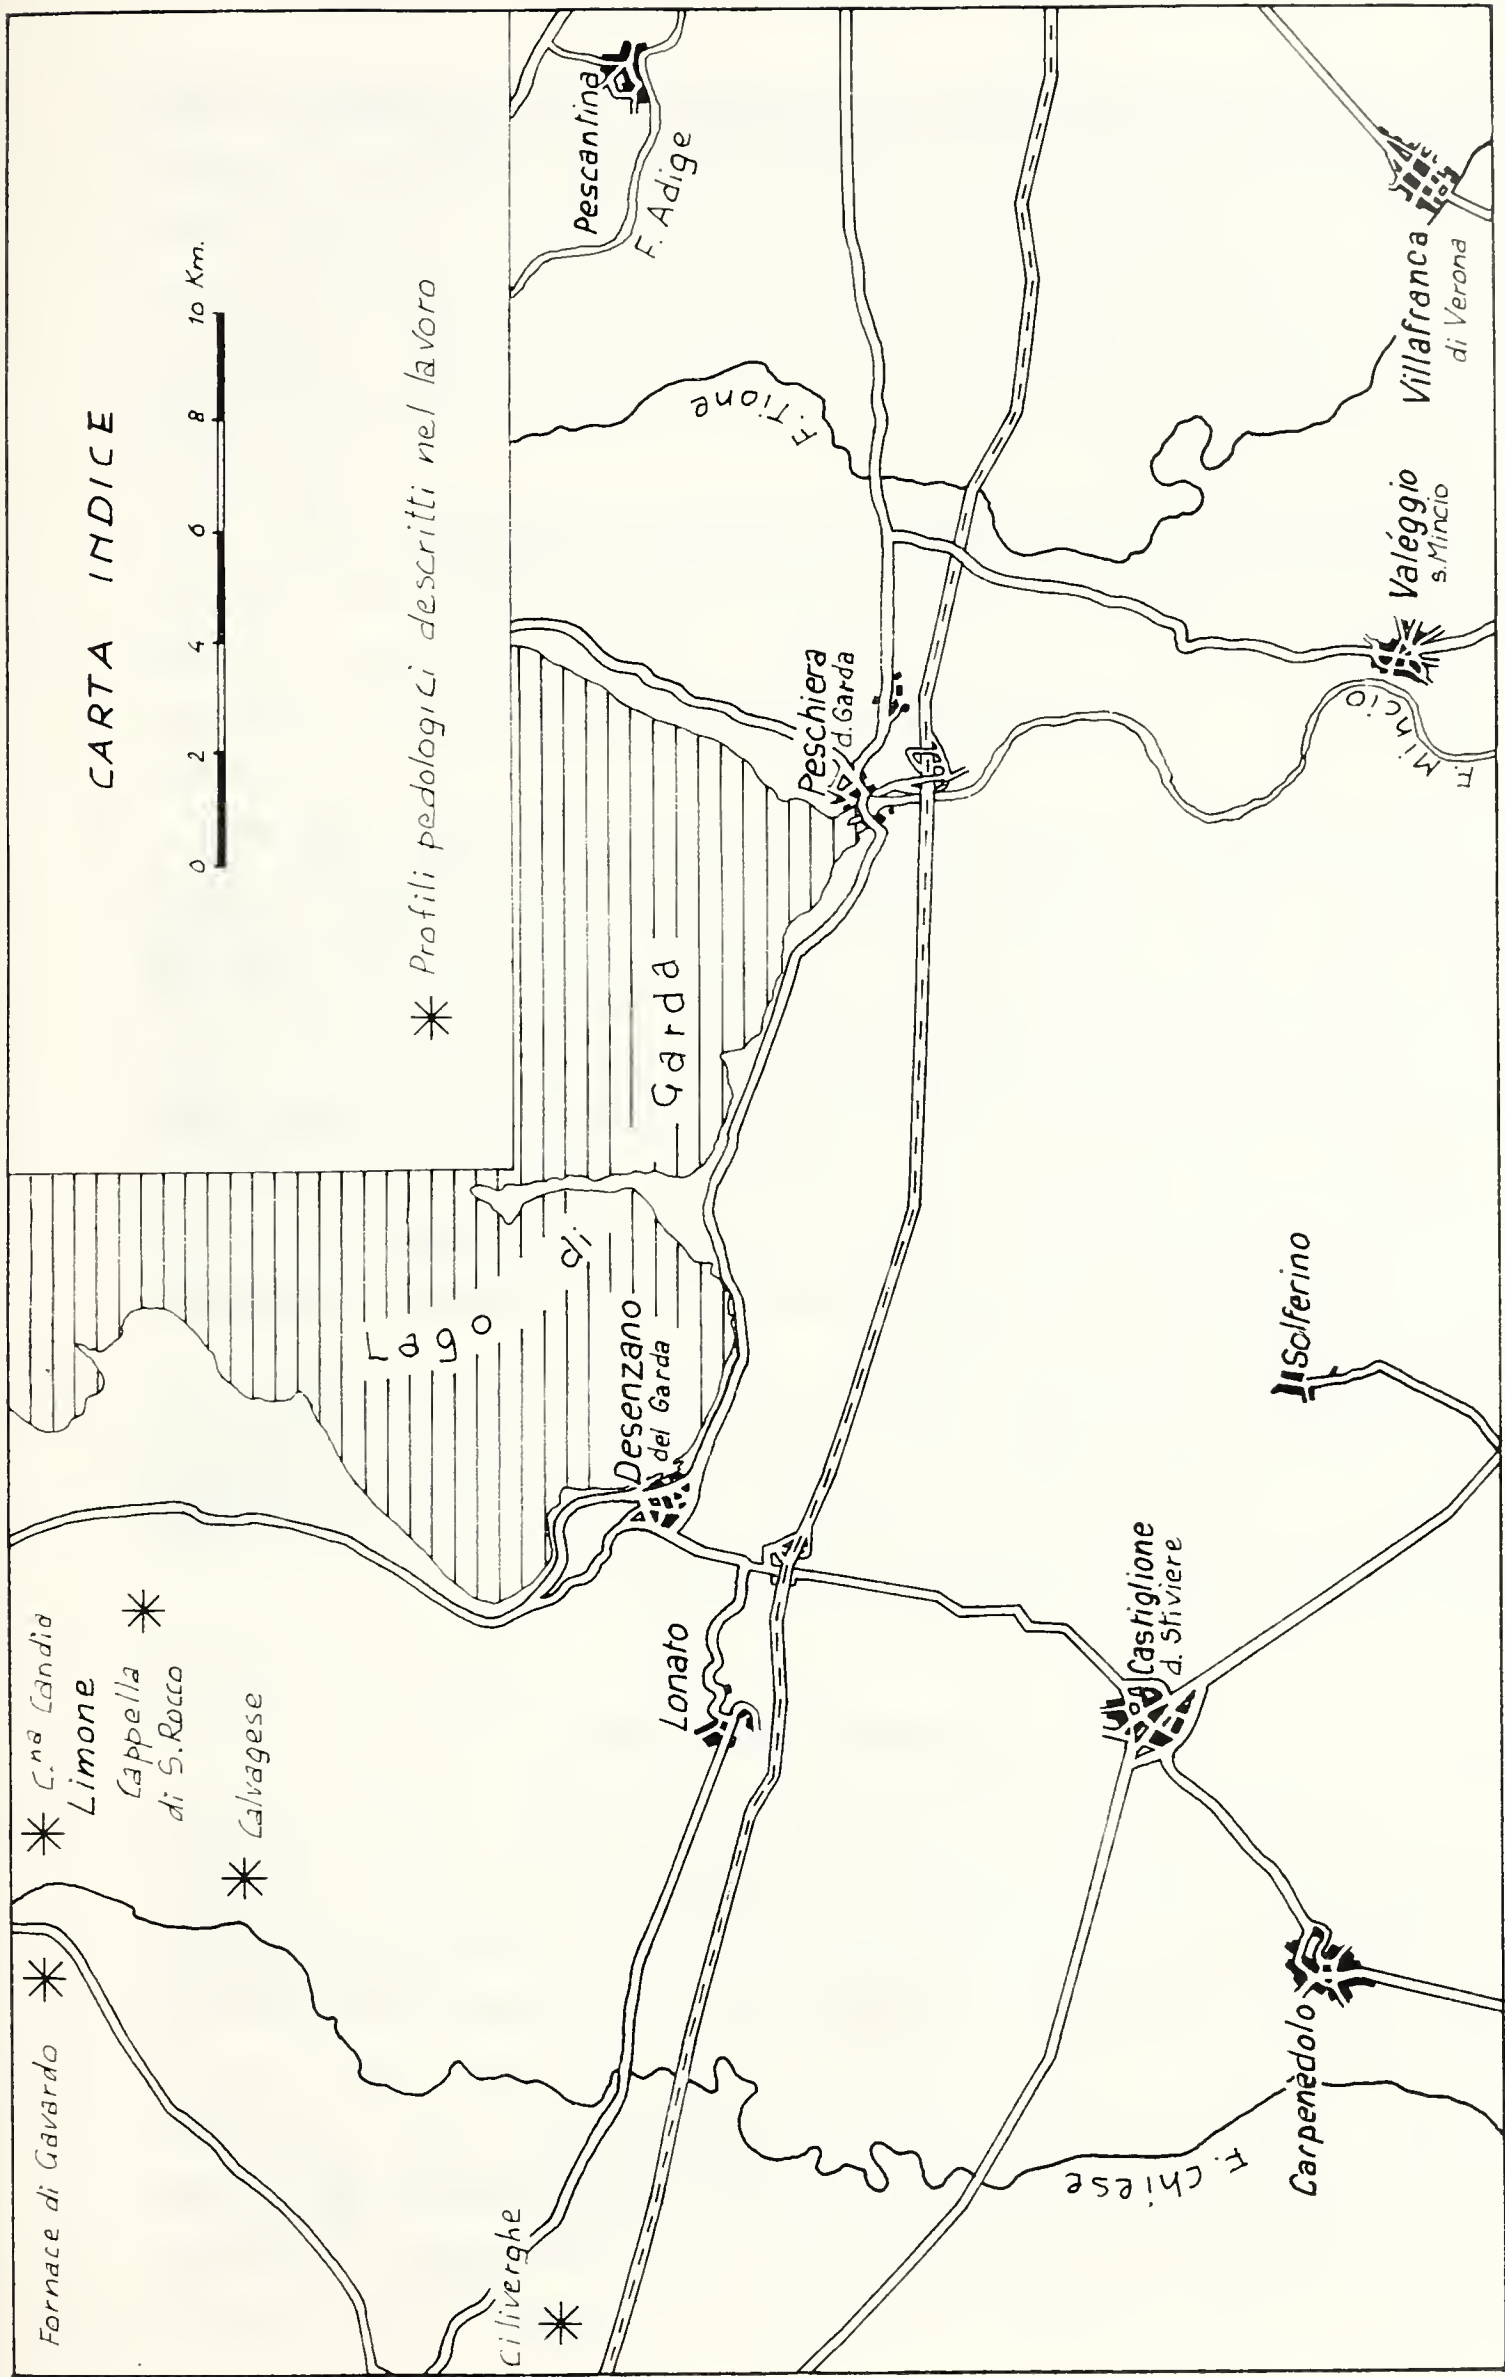 CARTA INDICE
0 2 4 6 8 10 Km.
* Profili pedologici descritti nel lavoro
Fornace di Gavardo
C.na Candia
Limone
Cappella
di S. Rocco
Calvagese
Ciliverghe
Lago
di
Garda
Desenzano
del Garda
Lonato
Peschiera
d. Garda
Pescantina
F. Adige
F. Tione
F. Mincio
F. Chiese
Castiglione
d. Stiviere
Solferino
Carpenèdolo
Valéggio
s. Mincio
Villafranca
di Verona